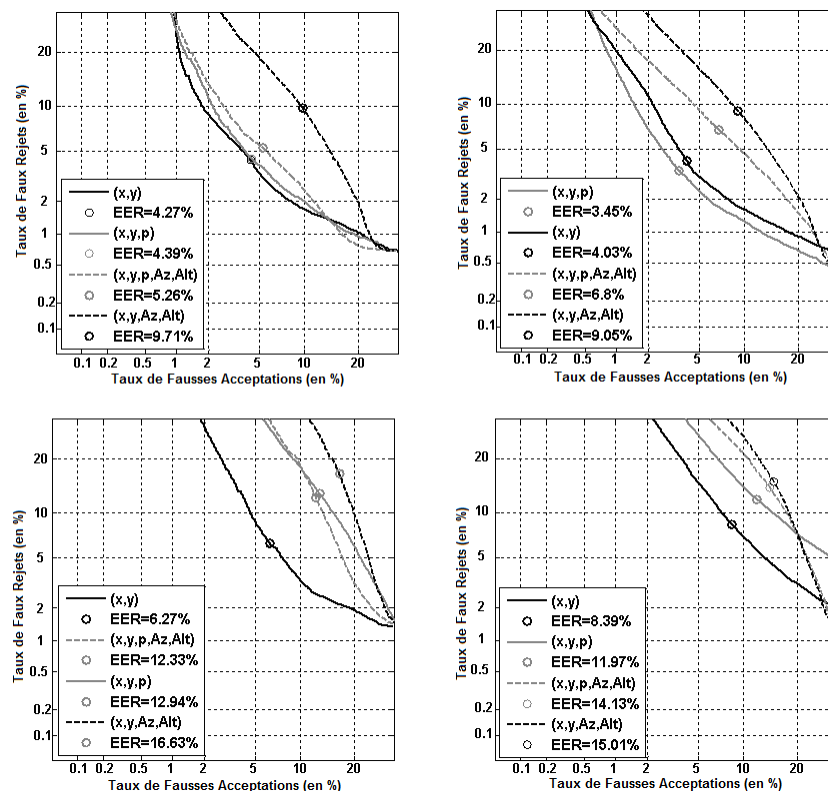 Taux de Faux Rejets (en %)
20
10
5
2
1
0.5
0.2
0.1
(x,y)
EER=4.27%
(x,y,p)
EER=4.39%
(x,y,p,Az,Alt)
EER=5.26%
(x,y,Az,Alt)
EER=9.71%
0.1 0.2 0.5 1 2 5 10 20
Taux de Fausses Acceptations (en %)
Taux de Faux Rejets (en %)
20
10
5
2
1
0.5
0.2
0.1
(x,y,p)
EER=3.45%
(x,y)
EER=4.03%
(x,y,p,Az,Alt)
EER=6.8%
(x,y,Az,Alt)
EER=9.05%
0.1 0.2 0.5 1 2 5 10 20
Taux de Fausses Acceptations (en %)
Taux de Faux Rejets (en %)
20
10
5
2
1
0.5
0.2
0.1
(x,y)
EER=6.27%
(x,y,p,Az,Alt)
EER=12.33%
(x,y,p)
EER=12.94%
(x,y,Az,Alt)
EER=16.63%
0.1 0.2 0.5 1 2 5 10 20
Taux de Fausses Acceptations (en %)
Taux de Faux Rejets (en %)
20
10
5
2
1
0.5
0.2
0.1
(x,y)
EER=8.39%
(x,y,p)
EER=11.97%
(x,y,p,Az,Alt)
EER=14.13%
(x,y,Az,Alt)
EER=15.01%
0.1 0.2 0.5 1 2 5 10 20
Taux de Fausses Acceptations (en %)